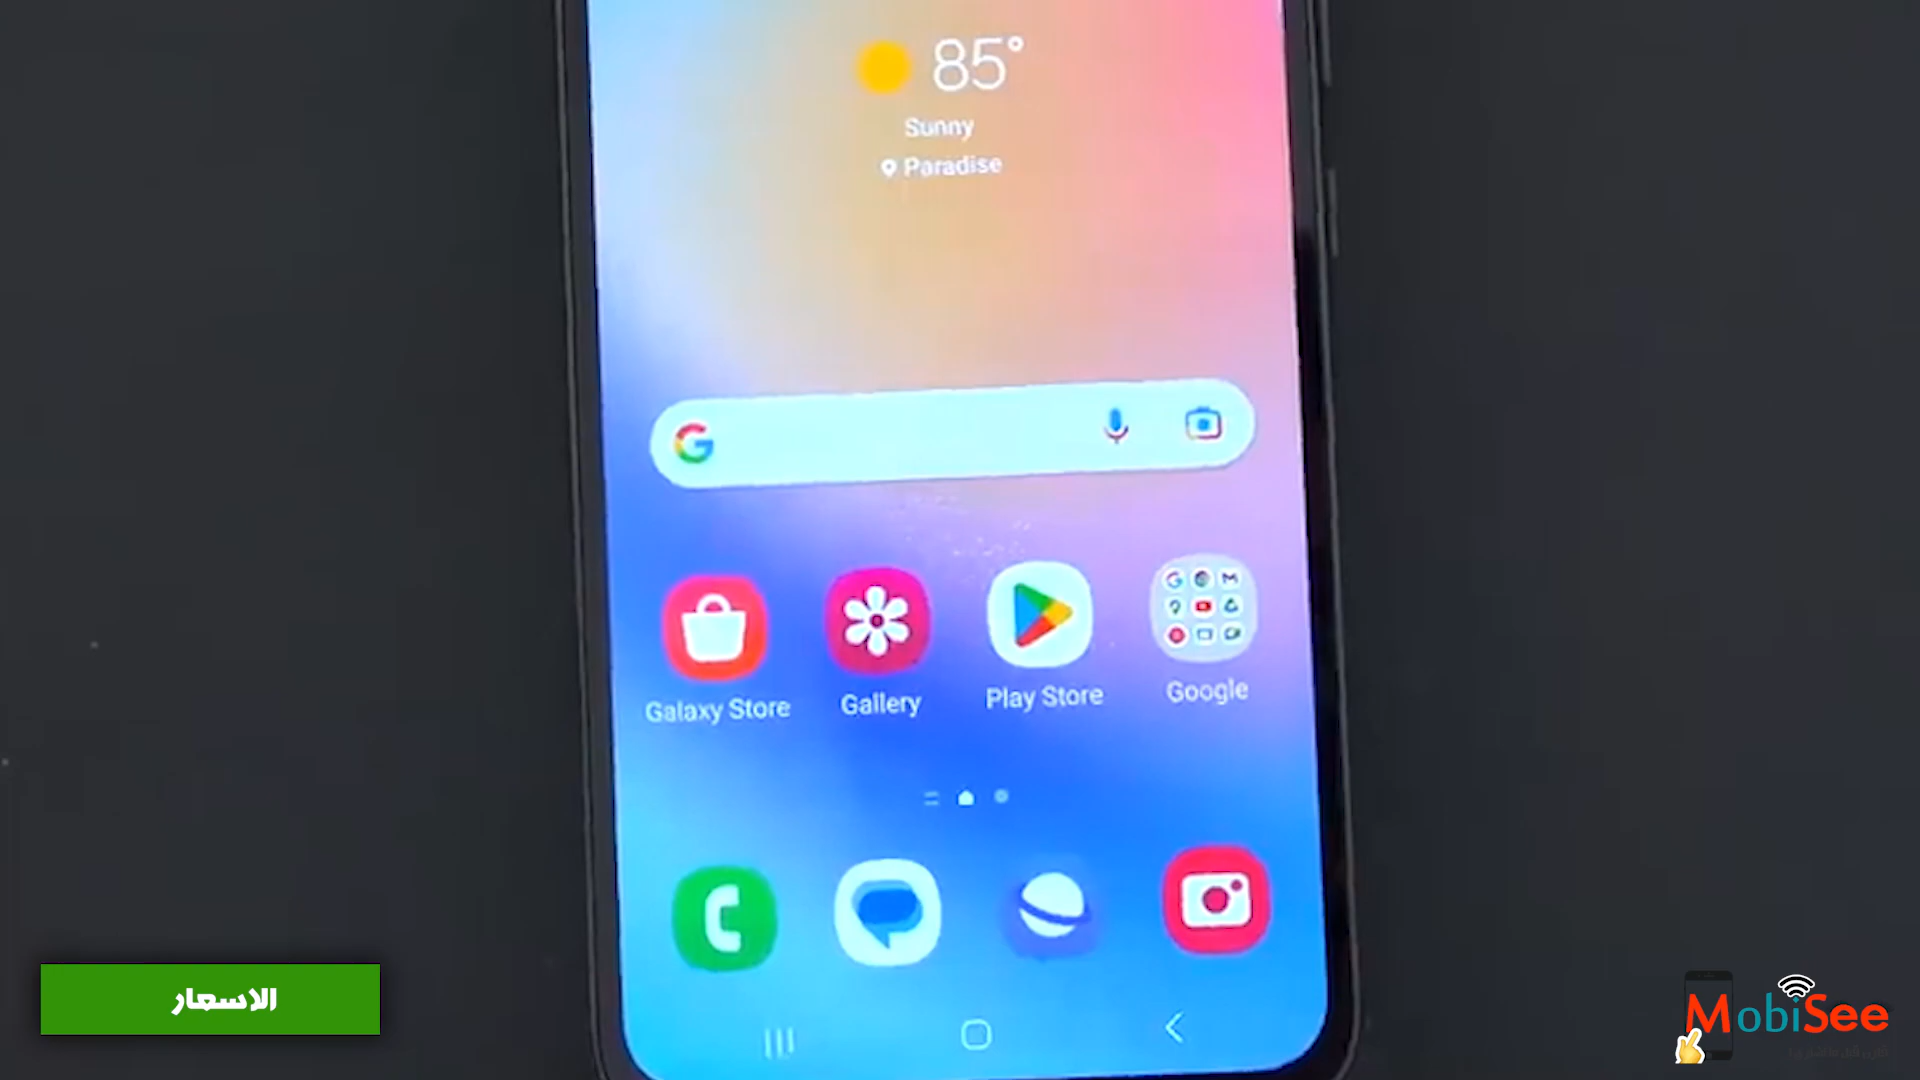 85°
Sunny
Paradise
Galaxy Store
Gallery
Play Store
Google
الاسعار
MobiSee